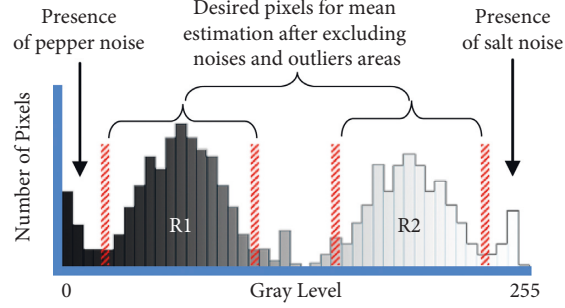 Presence
of pepper noise
Desired pixels for mean
estimation after excluding
noises and outliers areas
Presence
of salt noise
Number of Pixels
R1
R2
0
Gray Level
255